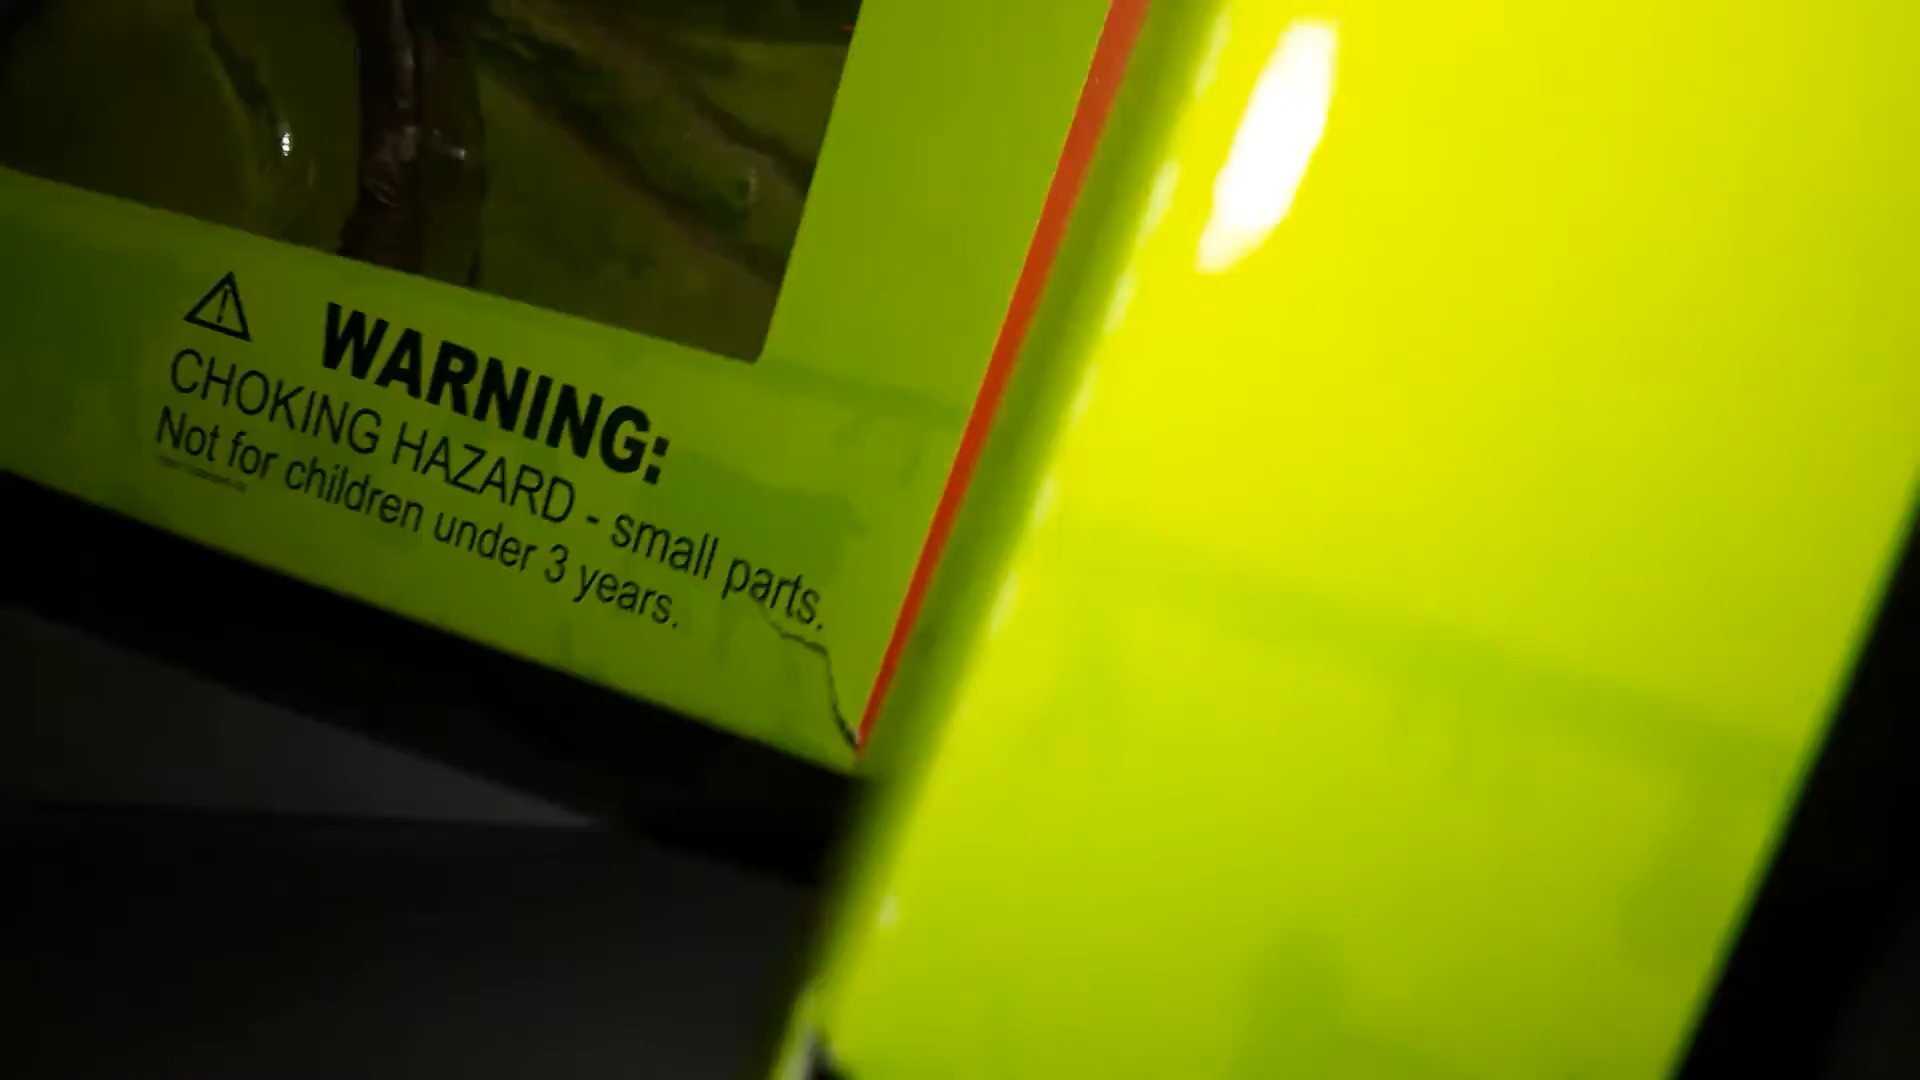 WARNING:
CHOKING HAZARD - small parts.
Not for children under 3 years.